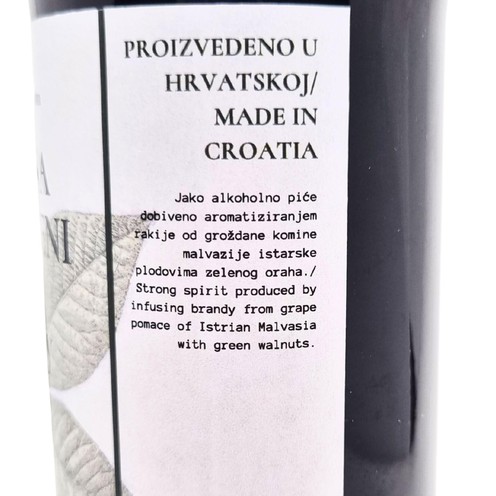 PROIZVEDENO U
HRVATSKOJ/
MADE IN
CROATIA
Jako alkoholno piće
dobiveno aromatiziranjem
rakije od groždane komine
malvazije istarske
plodovima zelenog oraha./
Strong spirit produced by
infusing brandy from grape
pomace of Istrian Malvasia
with green walnuts.